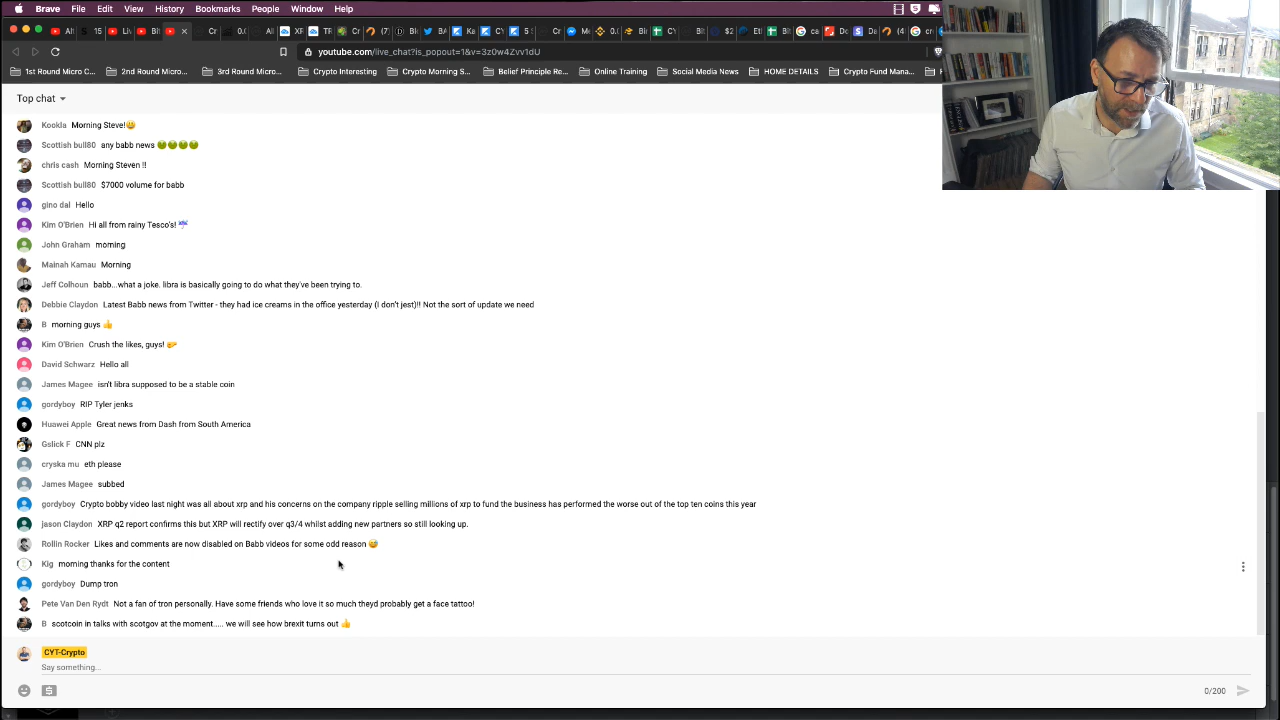 Brave File Edit View History Bookmarks People Window Help
youtube.com/live_chat?is_popout=1&v=3z0w4Zvv1dU
1st Round Micro C... 2nd Round Micro... 3rd Round Micro... Crypto Interesting Crypto Morning S... Belief Principle Re... Online Training Social Media News HOME DETAILS Crypto Fund Mana...
Top chat
Kookla Morning Steve!😀
Scottish bull80 any babb news 🤢🤢🤢🤢
chris cash Morning Steven !!
Scottish bull80 $7000 volume for babb
gino dal Hello
Kim O'Brien Hi all from rainy Tesco's! ☔
John Graham morning
Mainah Kamau Morning
Jeff Colhoun babb...what a joke. libra is basically going to do what they've been trying to.
Debbie Claydon Latest Babb news from Twitter - they had ice creams in the office yesterday (I don't jest)!! Not the sort of update we need
B morning guys 👍
Kim O'Brien Crush the likes, guys! 🤛
David Schwarz Hello all
James Magee isn't libra supposed to be a stable coin
gordyboy RIP Tyler jenks
Huawei Apple Great news from Dash from South America
Gslick F CNN plz
cryska mu eth please
James Magee subbed
gordyboy Crypto bobby video last night was all about xrp and his concerns on the company ripple selling millions of xrp to fund the business has performed the worse out of the top ten coins this year
jason Claydon XRP q2 report confirms this but XRP will rectify over q3/4 whilst adding new partners so still looking up.
Rollin Rocker Likes and comments are now disabled on Babb videos for some odd reason 😅
Kig morning thanks for the content
gordyboy Dump tron
Pete Van Den Rydt Not a fan of tron personally. Have some friends who love it so much theyd probably get a face tattoo!
B scotcoin in talks with scotgov at the moment..... we will see how brexit turns out 👍
CYT-Crypto
Say something...
0/200